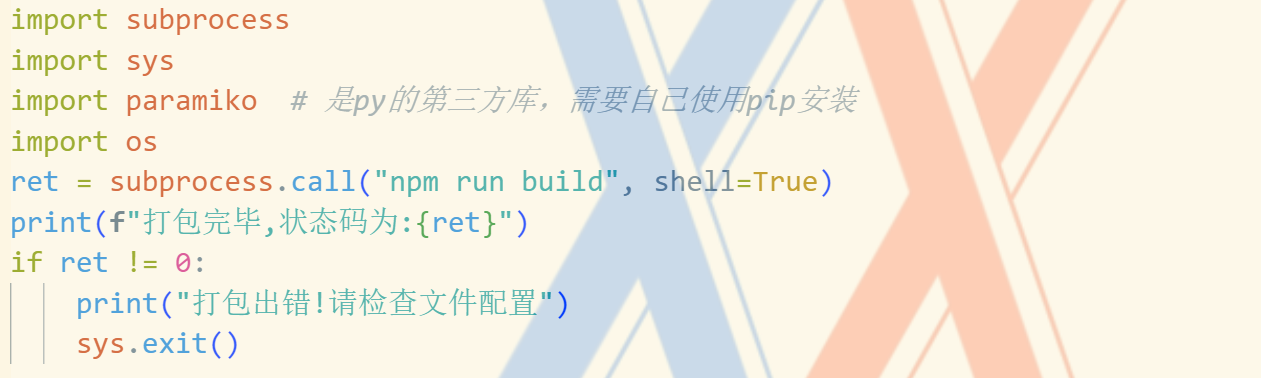 import subprocess
import sys
import paramiko  # 是py的第三方库，需要自己使用pip安装
import os
ret = subprocess.call("npm run build", shell=True)
print(f"打包完毕,状态码为:{ret}")
if ret != 0:
    print("打包出错!请检查文件配置")
    sys.exit()